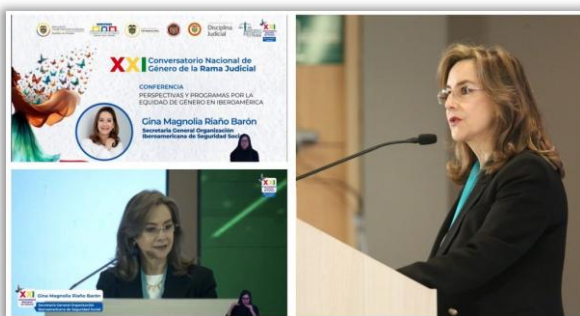 Disciplina
Judicial
XXI Conversatorio Nacional de
Género de la Rama Judicial
CONFERENCIA
PERSPECTIVAS Y PROGRAMAS POR LA
EQUIDAD DE GÉNERO EN IBEROAMÉRICA
Gina Magnolia Riaño Barón
Secretaria General Organización
Iberoamericana de Seguridad Social
XXI
XXI
Gina Magnolia Riaño Barón
Secretaria General Organización
Iberoamericana de Seguridad Social